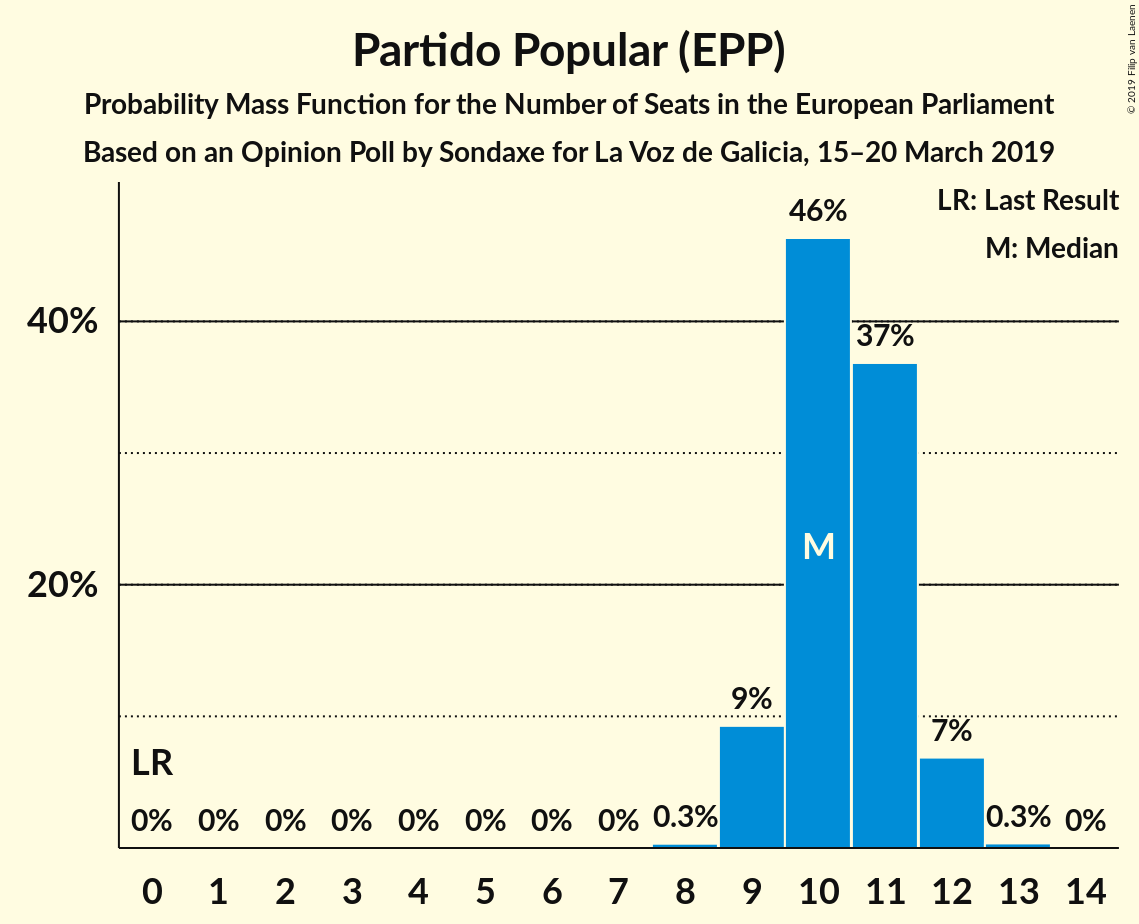 Partido Popular (EPP)
Probability Mass Function for the Number of Seats in the European Parliament
Based on an Opinion Poll by Sondaxe for La Voz de Galicia, 15–20 March 2019
© 2019 Filip van Laenen
LR: Last Result
M: Median
46%
40%
37%
M
20%
9%
7%
LR
0% 0% 0% 0% 0% 0% 0% 0% 0.3% 0.3% 0%
0 1 2 3 4 5 6 7 8 9 10 11 12 13 14